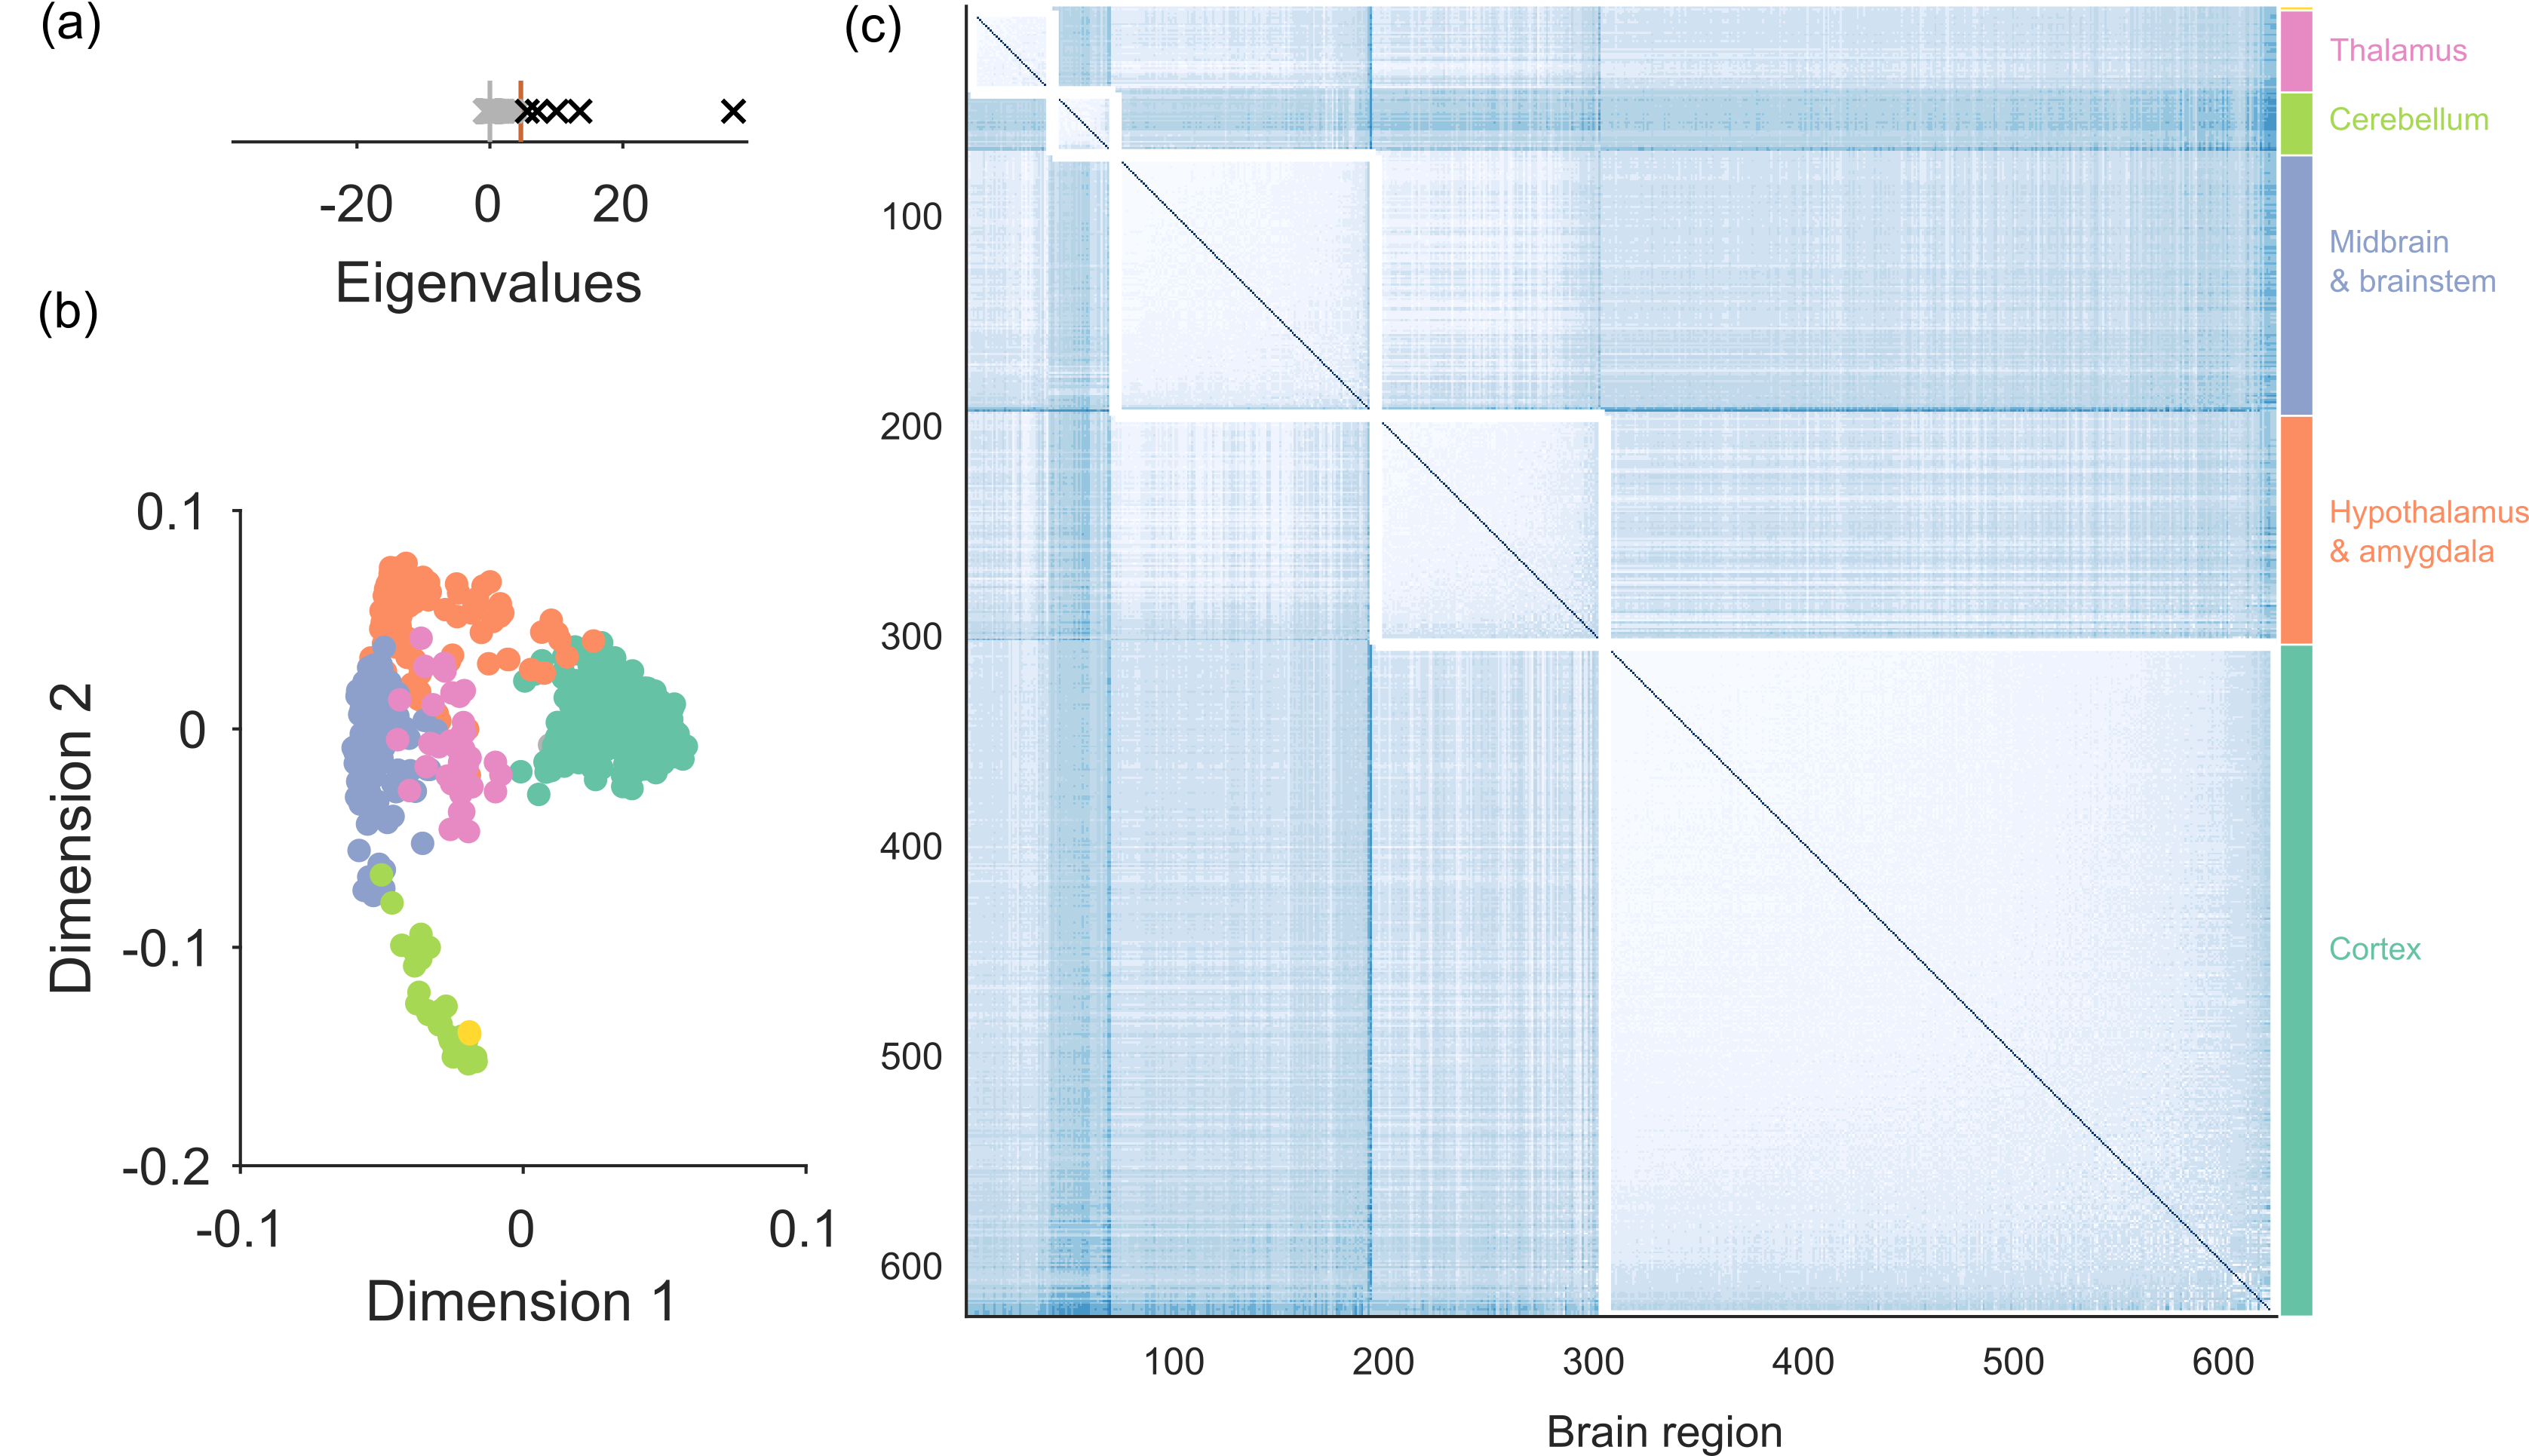 (a)
-20 0 20
Eigenvalues
(b)
0.1
0
-0.1
-0.2
-0.1 0 0.1
Dimension 1
Dimension 2
(c)
100
200
300
400
500
600
100 200 300 400 500 600
Brain region
Thalamus
Cerebellum
Midbrain
& brainstem
Hypothalamus
& amygdala
Cortex